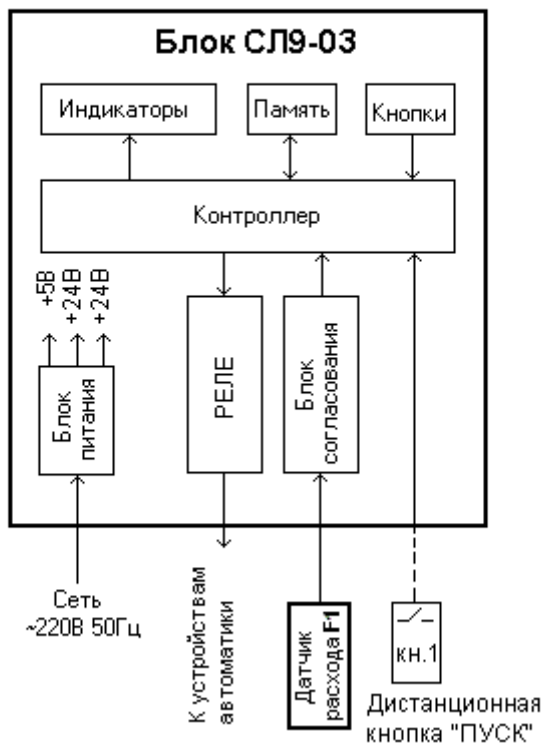 Блок СЛ9-03
Индикаторы
Память
Кнопки
Контроллер
+5В
+24В
+24В
Блок
питания
РЕЛЕ
Блок
согласования
Сеть
~220В 50Гц
К устройствам
автоматики
Датчик
расхода F1
кн.1
Дистанционная
кнопка "ПУСК"